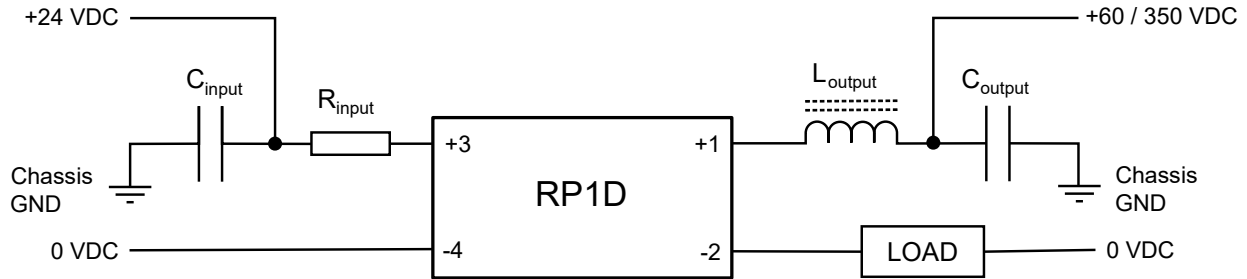 +24 VDC
+60 / 350 VDC
C_input
R_input
L_output
C_output
+3
+1
RP1D
Chassis
GND
Chassis
GND
0 VDC
-4
-2
LOAD
0 VDC